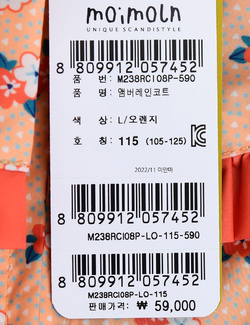 moimoln
UNIQUE SCANDISTYLE
8 809912 057452
품 번: M238RCI08P-590
품 명: 앰버레인코트
색 상: L/오렌지
호 칭: 115 (105-125)
2022/11 미얀마
8 809912 057452
M238RCI08P-LO-115-590
8 809912 057452
M238RCI08P-LO-115
판매가격: ₩ 59,000